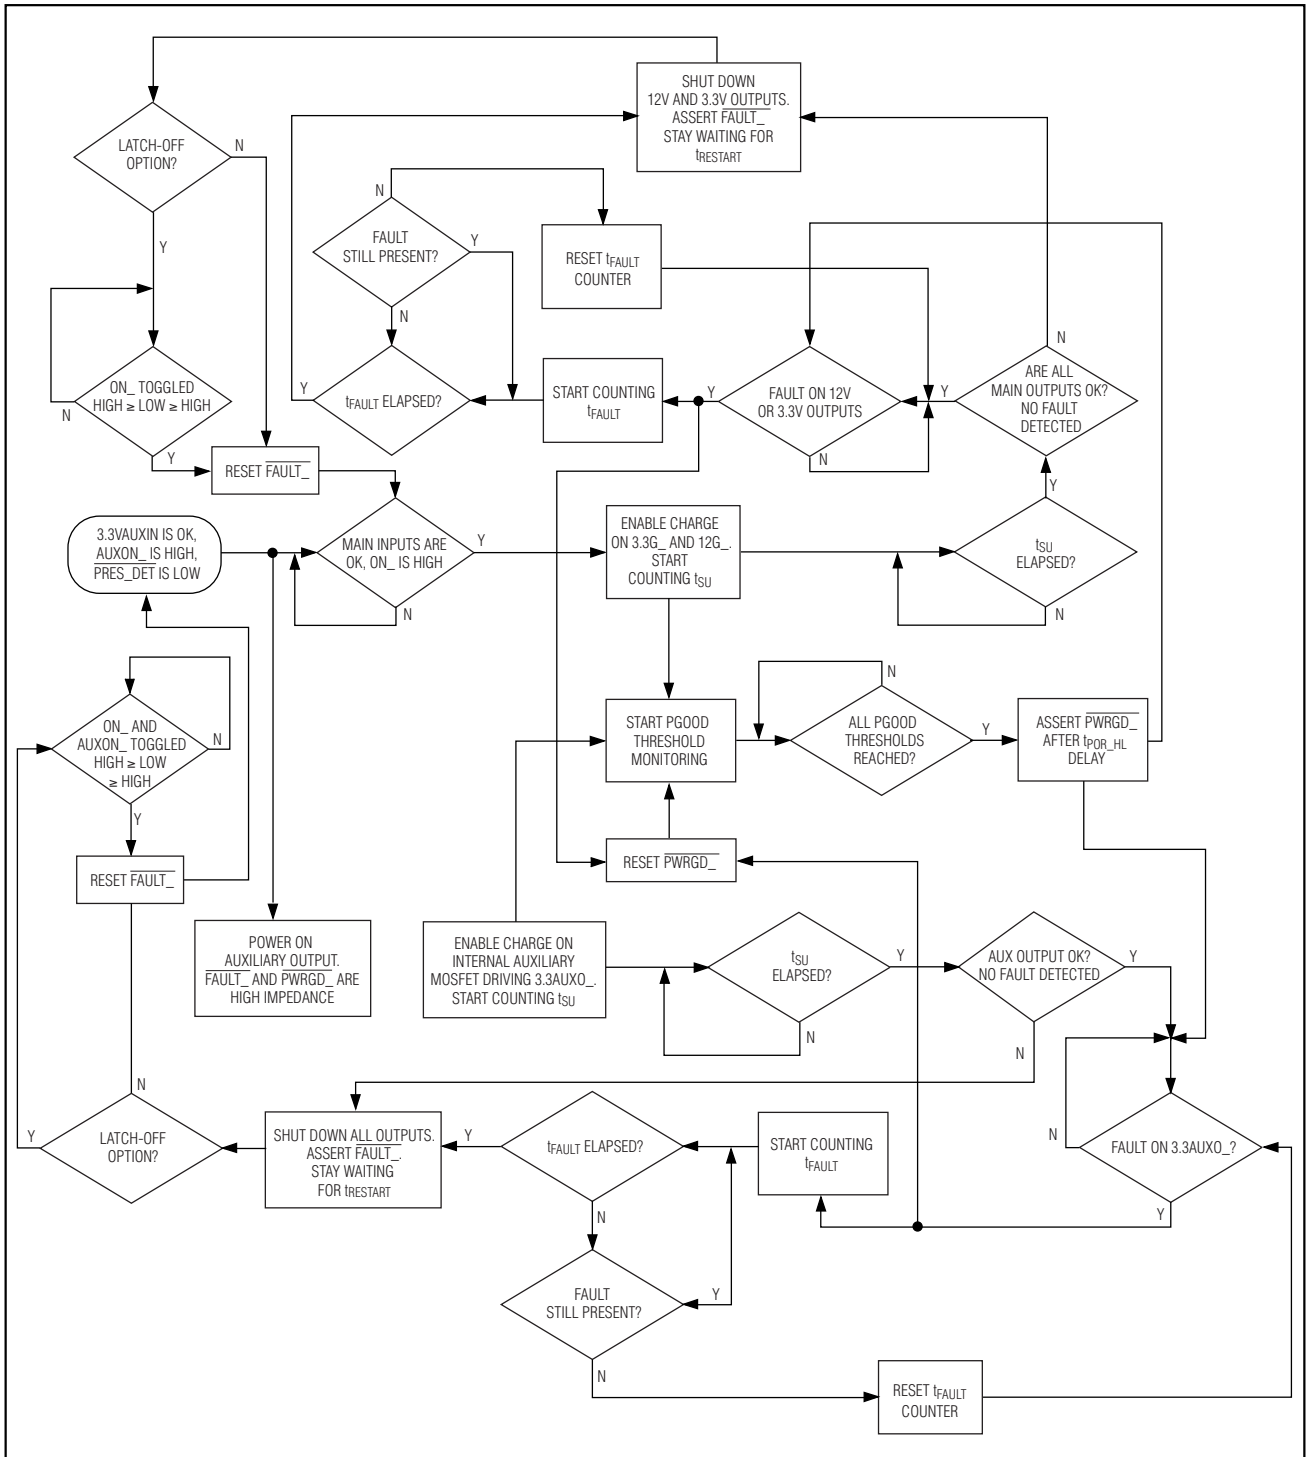 SHUT DOWN
12V AND 3.3V OUTPUTS.
ASSERT FAULT_
STAY WAITING FOR
tRESTART
LATCH-OFF
OPTION?
N
Y
N
FAULT
STILL PRESENT?
Y
N
RESET tFAULT
COUNTER
ON_ TOGGLED
HIGH ≥ LOW ≥ HIGH
N
Y
Y
tFAULT ELAPSED?
START COUNTING
tFAULT
Y
FAULT ON 12V
OR 3.3V OUTPUTS
N
Y
N
ARE ALL
MAIN OUTPUTS OK?
NO FAULT
DETECTED
RESET FAULT_
Y
3.3VAUXIN IS OK,
AUXON_ IS HIGH,
PRES_DET IS LOW
MAIN INPUTS ARE
OK, ON_ IS HIGH
Y
N
ENABLE CHARGE
ON 3.3G_ AND 12G_.
START
COUNTING tSU
tSU
ELAPSED?
N
ON_ AND
AUXON_ TOGGLED
HIGH ≥ LOW
≥ HIGH
N
Y
START PGOOD
THRESHOLD
MONITORING
N
ALL PGOOD
THRESHOLDS
REACHED?
Y
ASSERT PWRGD_
AFTER tPOR_HL
DELAY
RESET FAULT_
RESET PWRGD_
POWER ON
AUXILIARY OUTPUT.
FAULT_ AND PWRGD_ ARE
HIGH IMPEDANCE
ENABLE CHARGE ON
INTERNAL AUXILIARY
MOSFET DRIVING 3.3AUXO_.
START COUNTING tSU
tSU
ELAPSED?
Y
N
AUX OUTPUT OK?
NO FAULT DETECTED
Y
N
N
Y
LATCH-OFF
OPTION?
SHUT DOWN ALL OUTPUTS.
ASSERT FAULT_.
STAY WAITING
FOR tRESTART
Y
tFAULT ELAPSED?
N
START COUNTING
tFAULT
N
FAULT ON 3.3AUXO_?
Y
FAULT
STILL PRESENT?
Y
N
RESET tFAULT
COUNTER